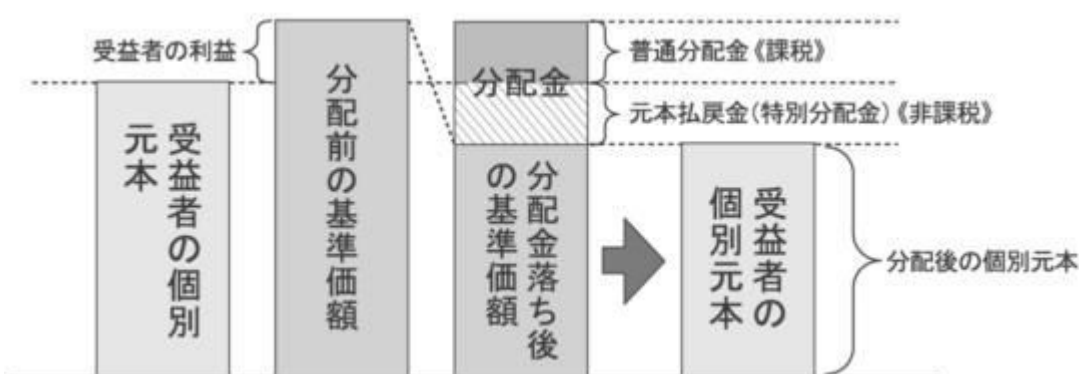 受益者の利益
受益者の個別
元本
分配前の基準価額
分配金
分配金落ち後
の基準価額
普通分配金《課税》
元本払戻金(特別分配金)《非課税》
受益者の
個別元本
分配後の個別元本